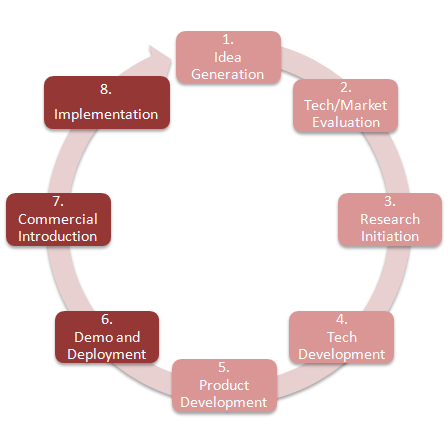 1.
Idea
Generation
2.
Tech/Market
Evaluation
3.
Research
Initiation
4.
Tech
Development
5.
Product
Development
6.
Demo and
Deployment
7.
Commercial
Introduction
8.
Implementation